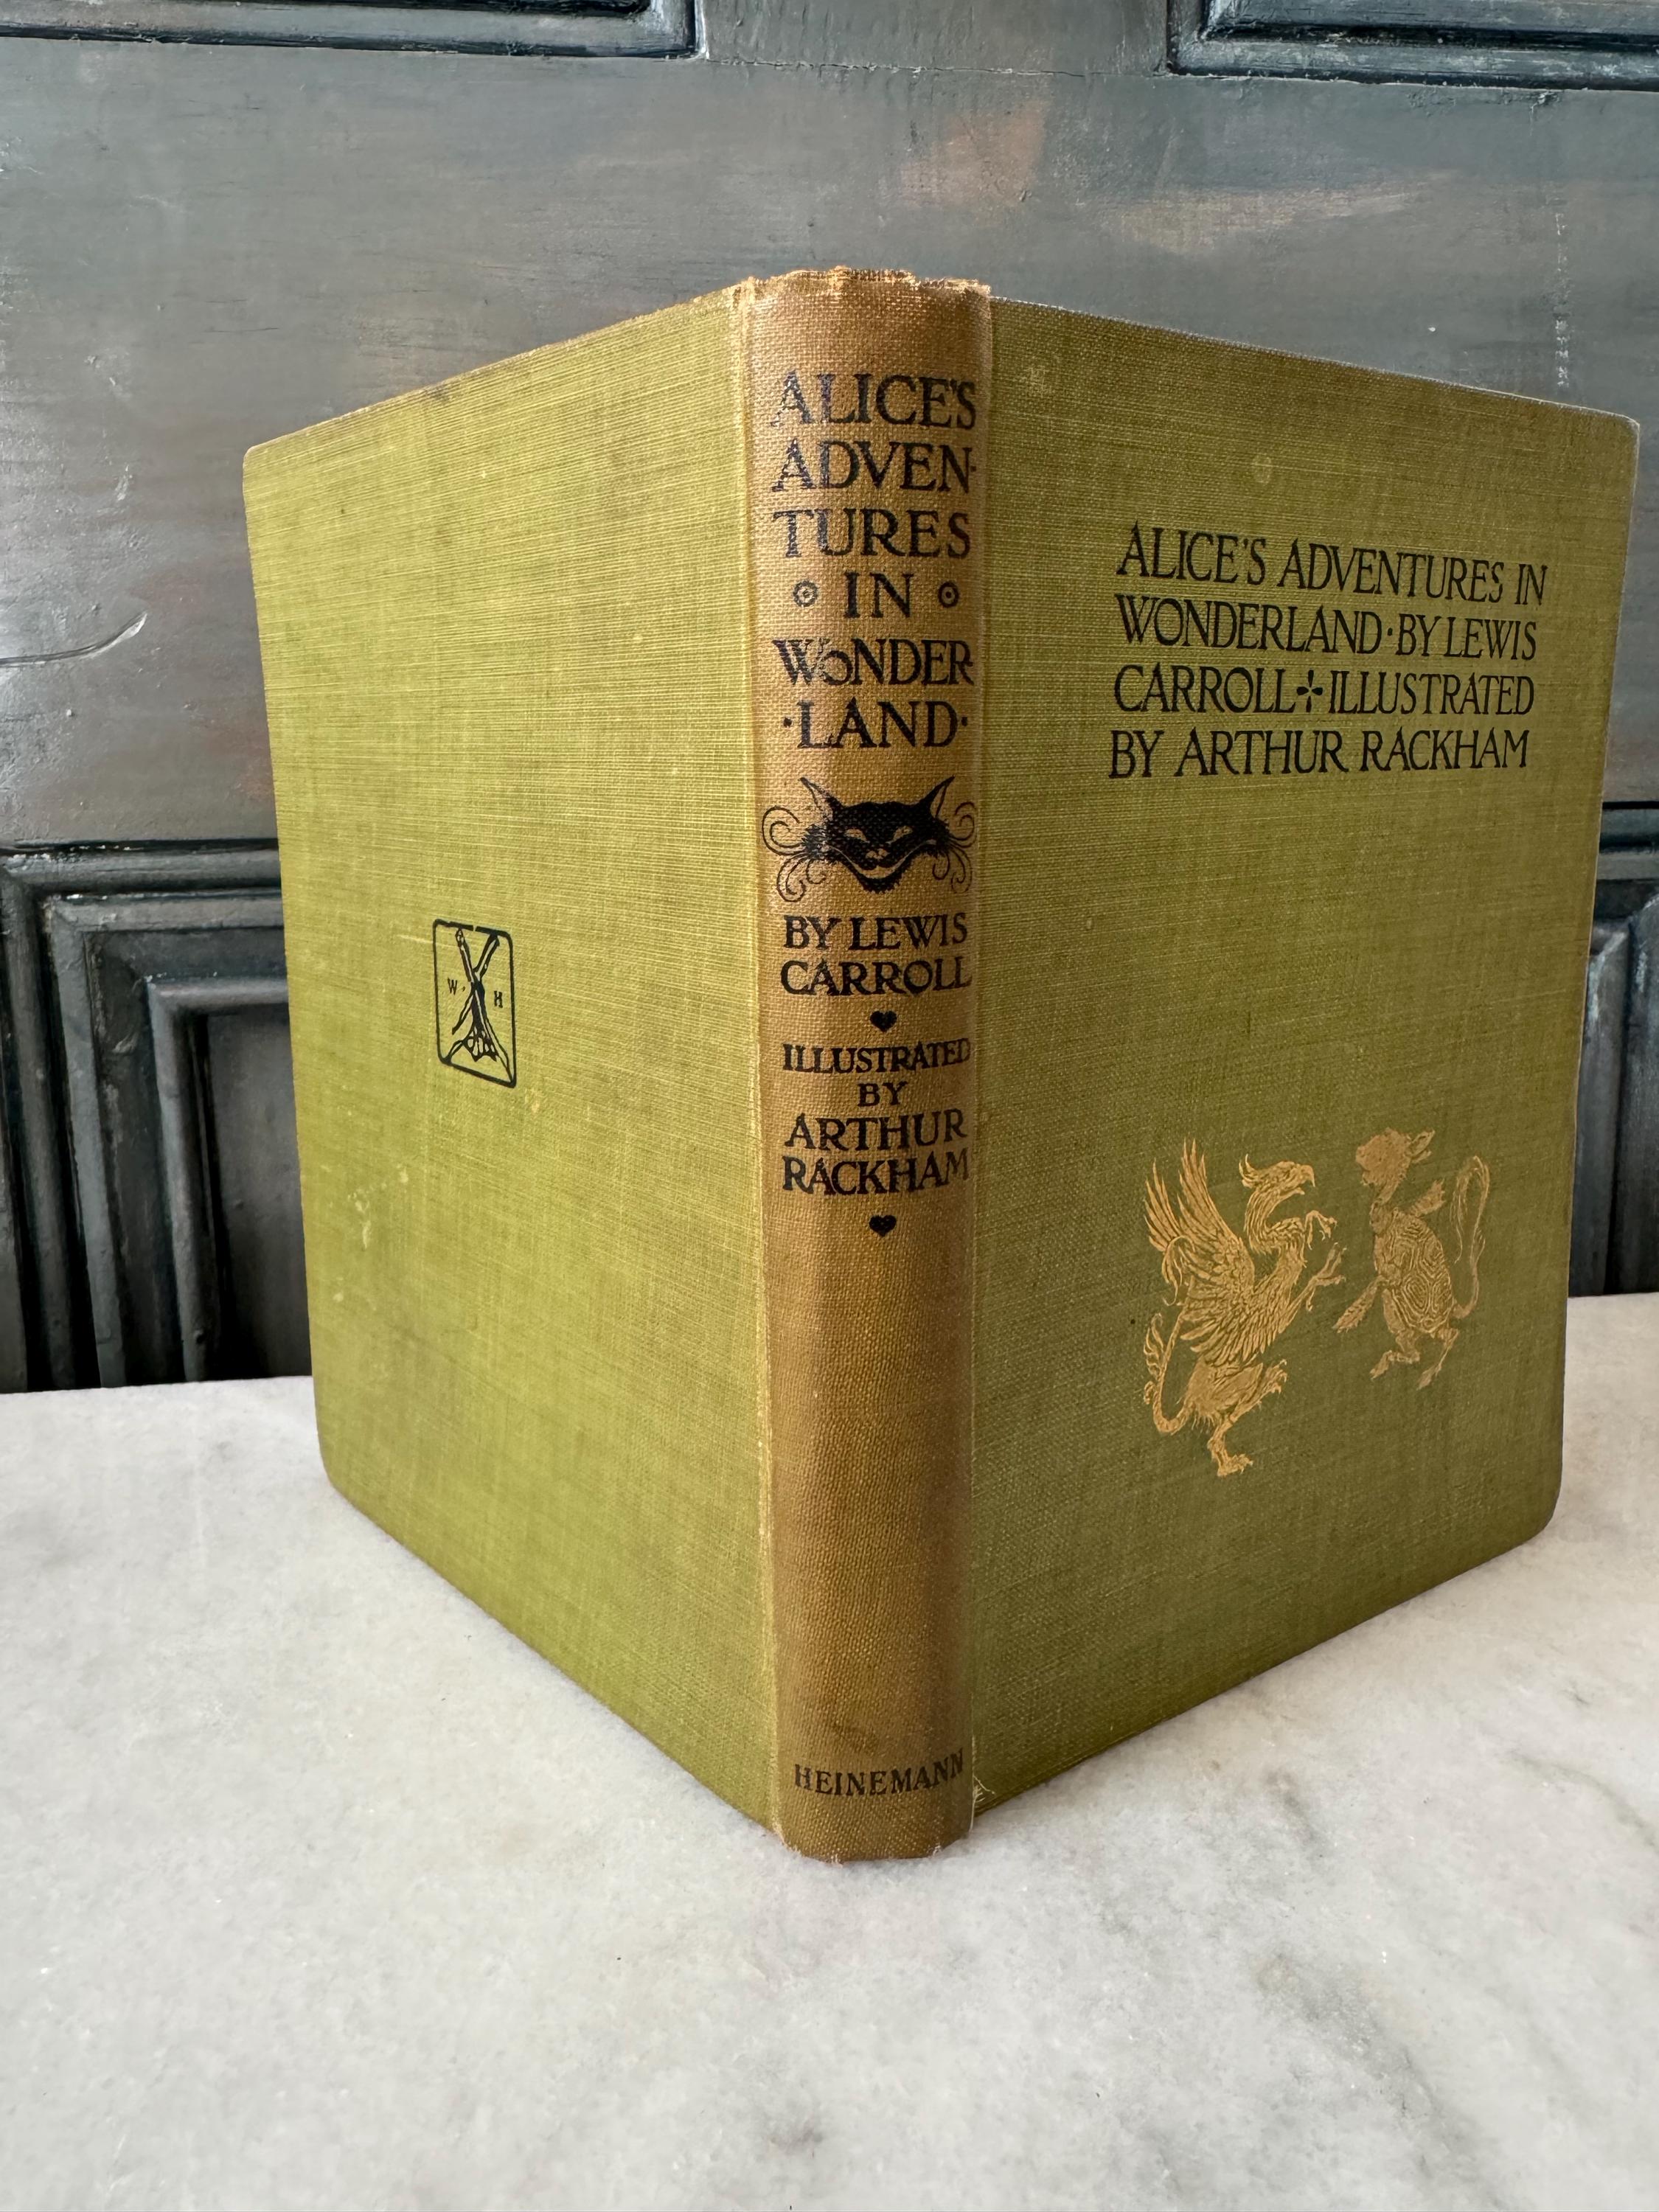 ALICE'S
ADVEN-
TURES
IN
WONDER-
·LAND·
BY LEWIS
CARROLL
ILLUSTRATED
BY
ARTHUR
RACKHAM
HEINEMANN
ALICE'S ADVENTURES IN
WONDERLAND·BY LEWIS
CARROLL✣ILLUSTRATED
BY ARTHUR RACKHAM
W H